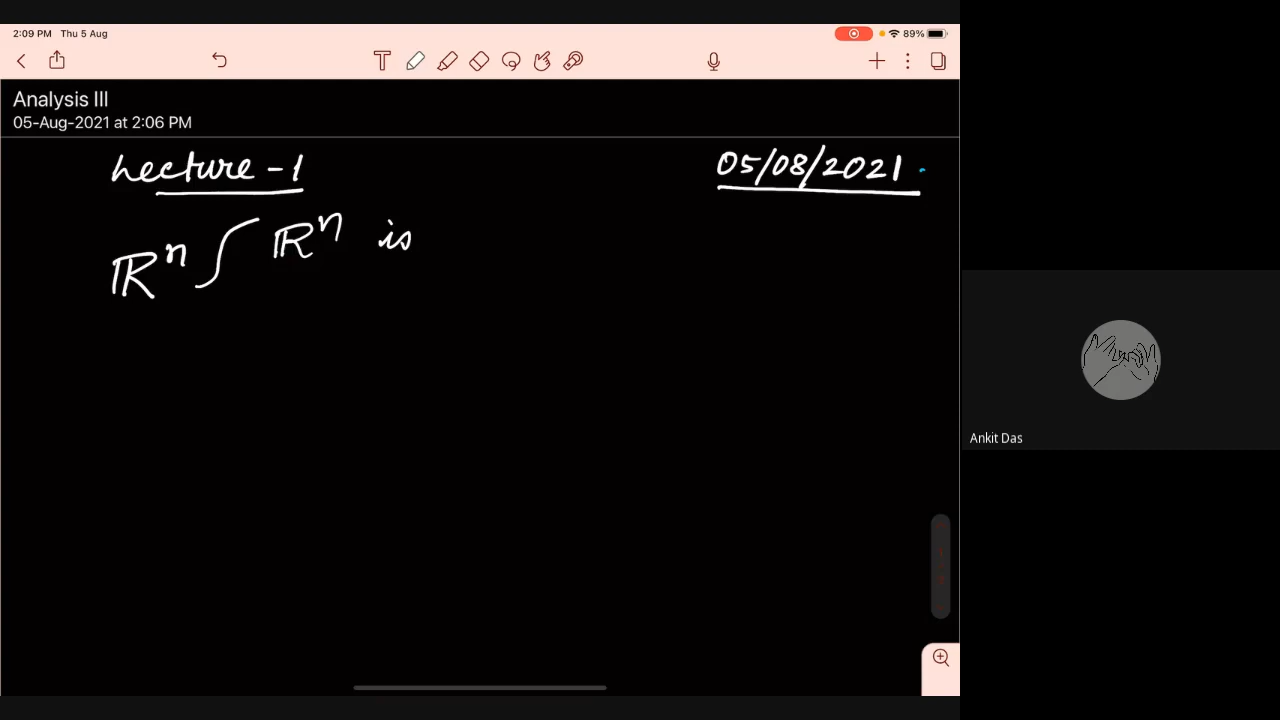 2:09 PM Thu 5 Aug
89%
Analysis III
05-Aug-2021 at 2:06 PM
Lecture - 1 05/08/2021
ℝⁿ ∫ ℝⁿ is
Ankit Das